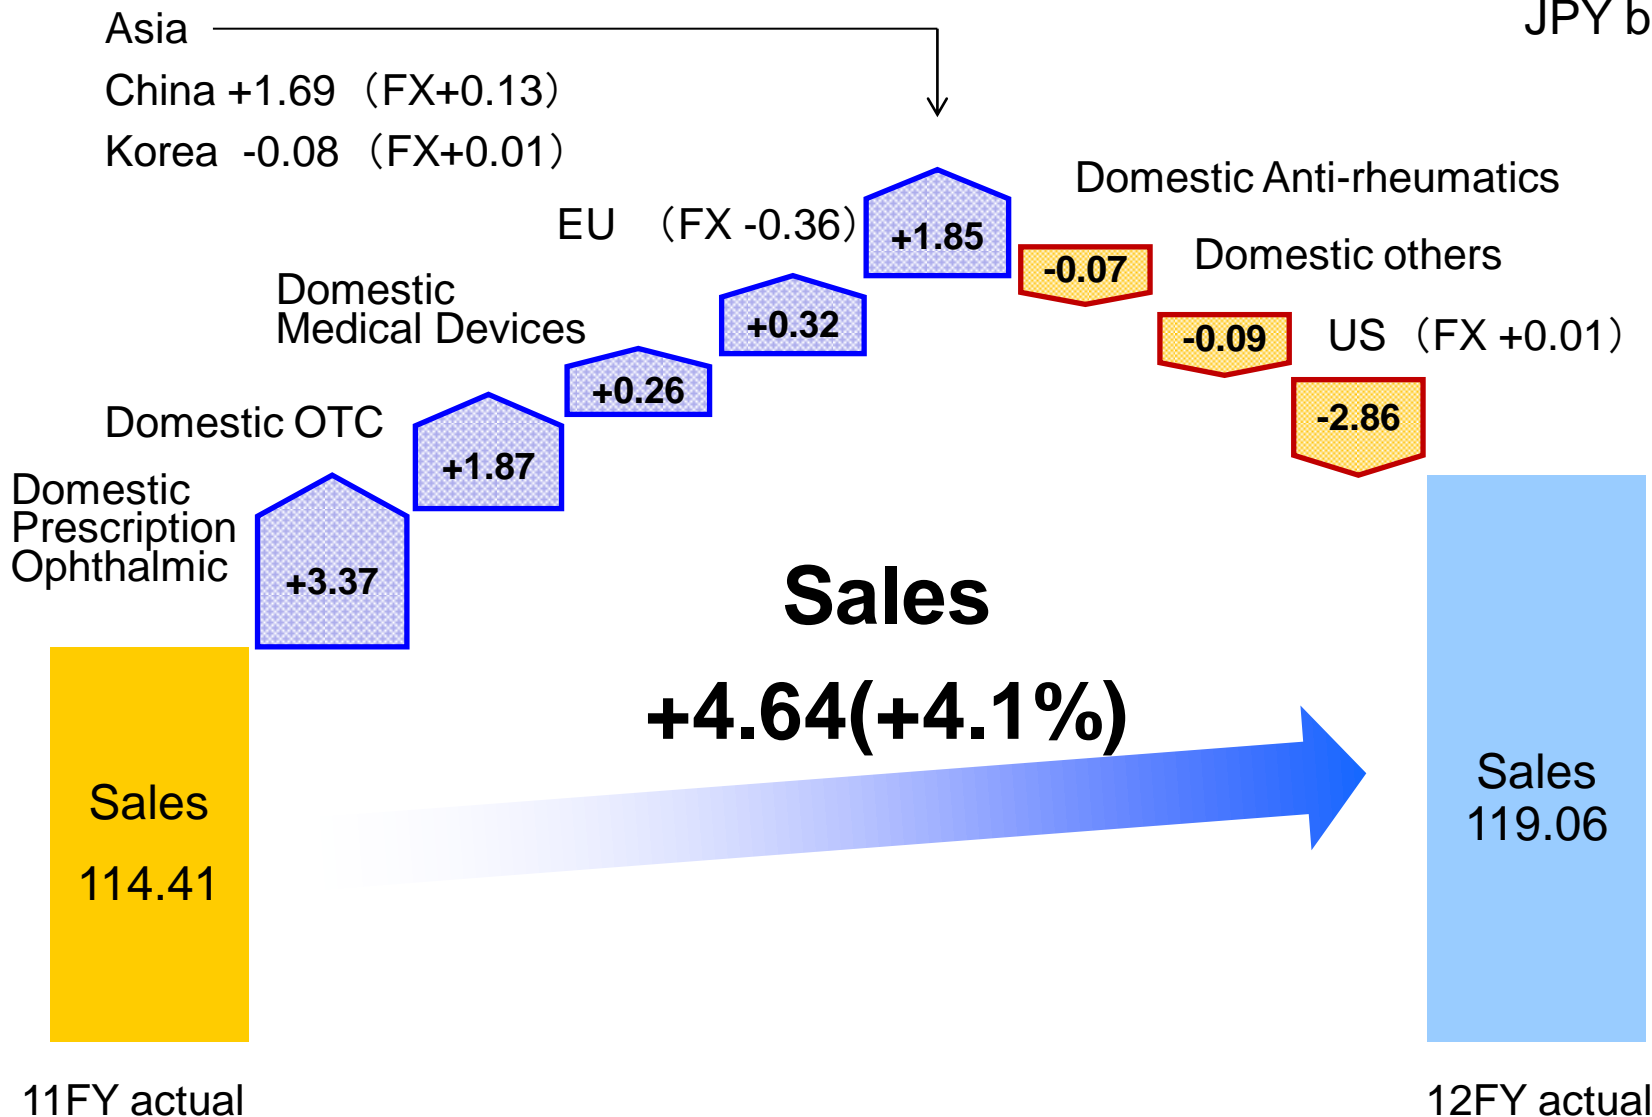 JPY b
Asia
China +1.69（FX+0.13）
Korea -0.08（FX+0.01）
Domestic Anti-rheumatics
EU （FX -0.36）
+1.85
-0.07
Domestic others
Domestic
Medical Devices
+0.32
-0.09
US（FX +0.01）
+0.26
-2.86
Domestic OTC
+1.87
Domestic
Prescription
Ophthalmic
+3.37
Sales
+4.64(+4.1%)
Sales
114.41
Sales
119.06
11FY actual
12FY actual